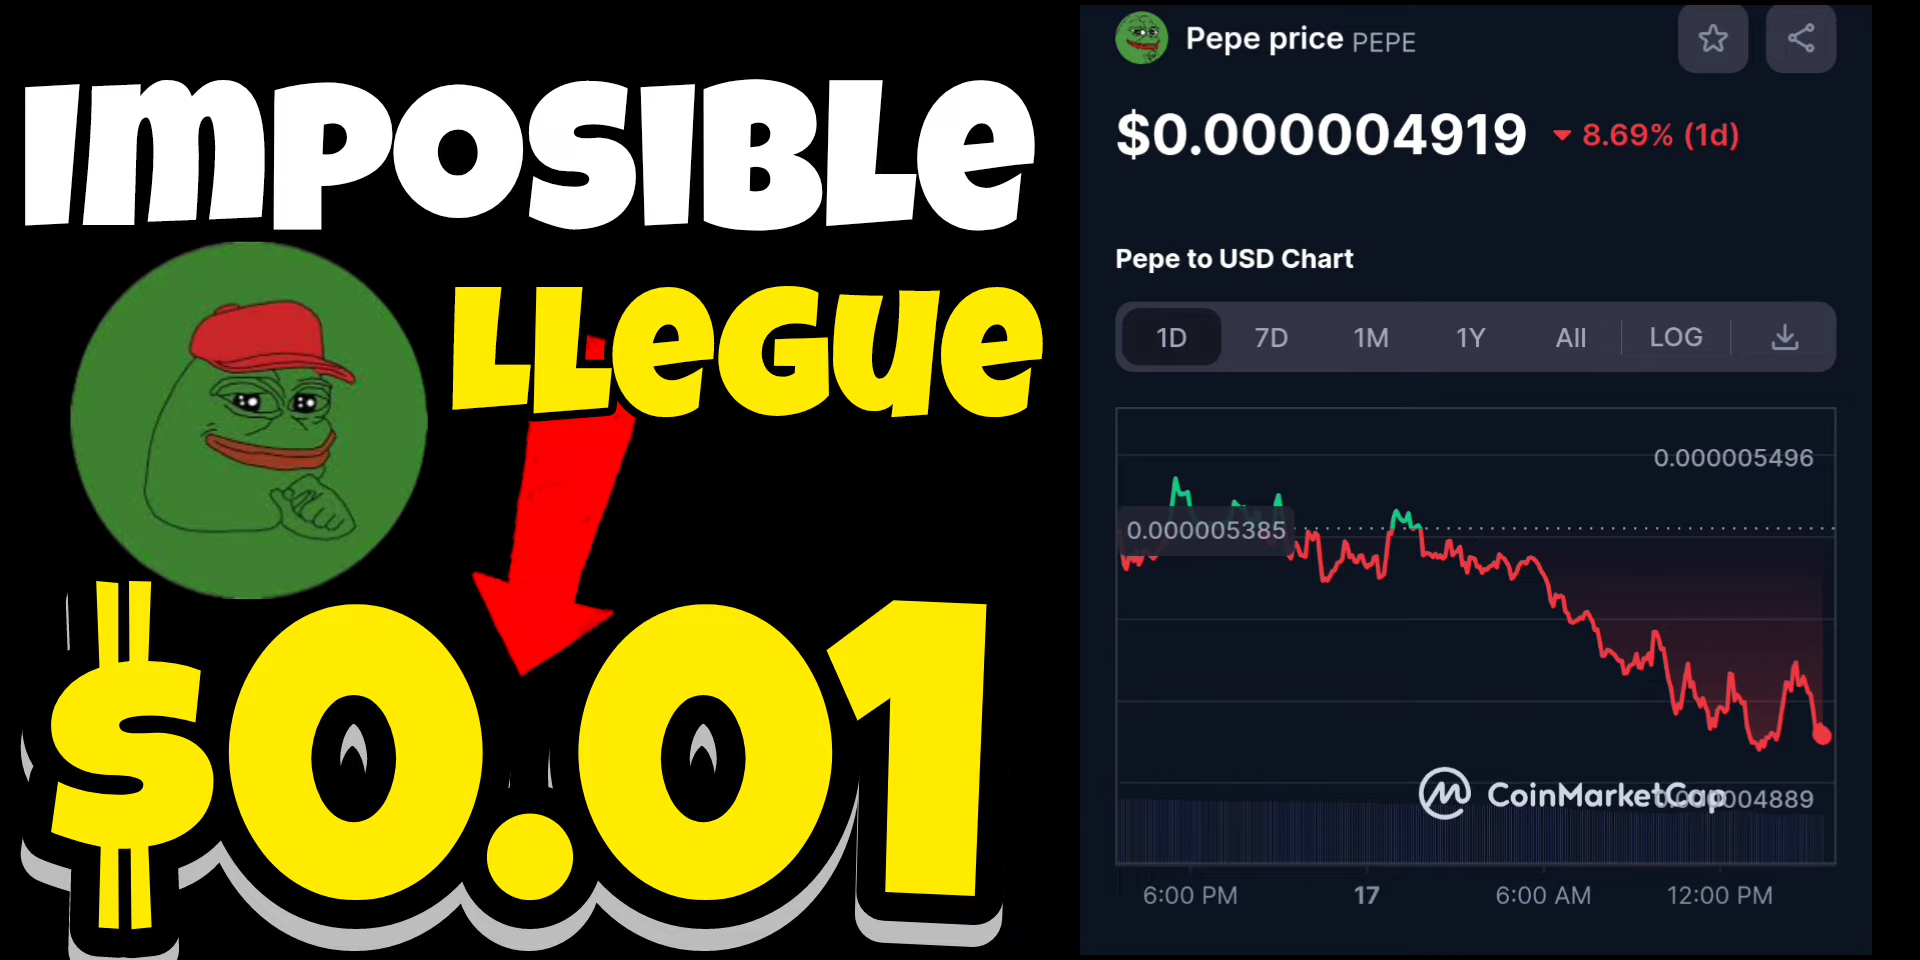 IMPOSIBLE
LLEGUE
$0.01
Pepe price PEPE
$0.000004919 8.69% (1d)
Pepe to USD Chart
1D 7D 1M 1Y All LOG
0.000005496
0.000005385
CoinMarketCap
6:00 PM 17 6:00 AM 12:00 PM